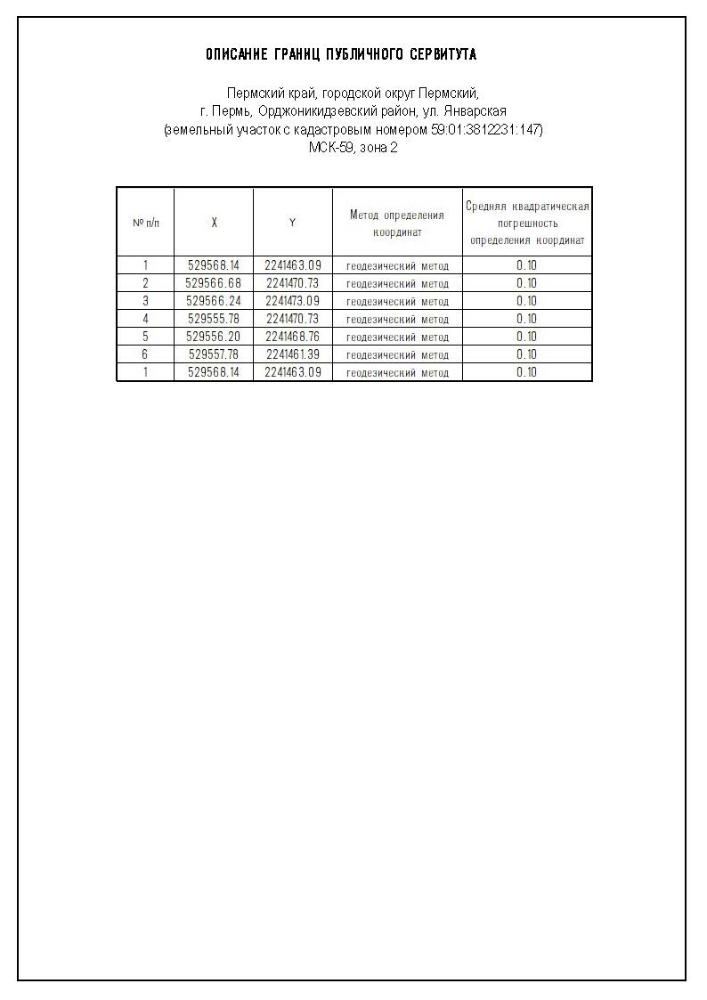 ОПИСАНИЕ ГРАНИЦ ПУБЛИЧНОГО СЕРВИТУТА
Пермский край, городской округ Пермский,
г. Пермь, Орджоникидзевский район, ул. Январская
(земельный участок с кадастровым номером 59:01:3812231:147)
МСК-59, зона 2
№ п/п X Y Метод определения координат Средняя квадратическая погрешность определения координат
1 529568.14 2241463.09 геодезический метод 0.10
2 529566.68 2241470.73 геодезический метод 0.10
3 529566.24 2241473.09 геодезический метод 0.10
4 529555.78 2241470.73 геодезический метод 0.10
5 529556.20 2241468.76 геодезический метод 0.10
6 529557.78 2241461.39 геодезический метод 0.10
1 529568.14 2241463.09 геодезический метод 0.10